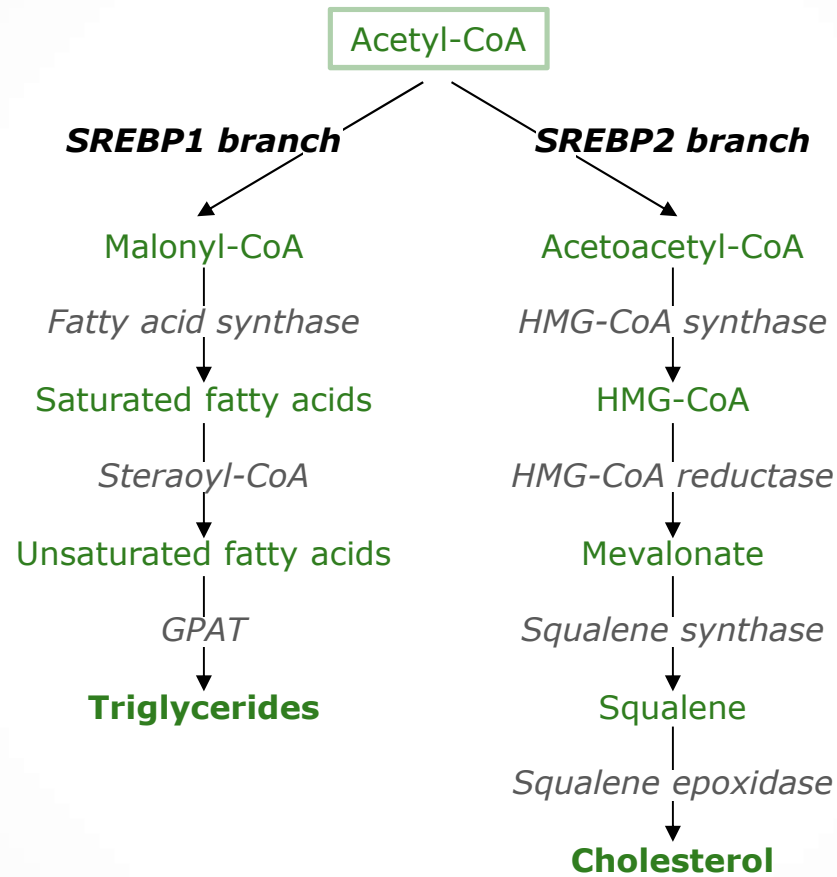 Acetyl-CoA
SREBP1 branch
SREBP2 branch
Malonyl-CoA
Acetoacetyl-CoA
Fatty acid synthase
HMG-CoA synthase
Saturated fatty acids
HMG-CoA
Steraoyl-CoA
HMG-CoA reductase
Unsaturated fatty acids
Mevalonate
GPAT
Squalene synthase
Triglycerides
Squalene
Squalene epoxidase
Cholesterol